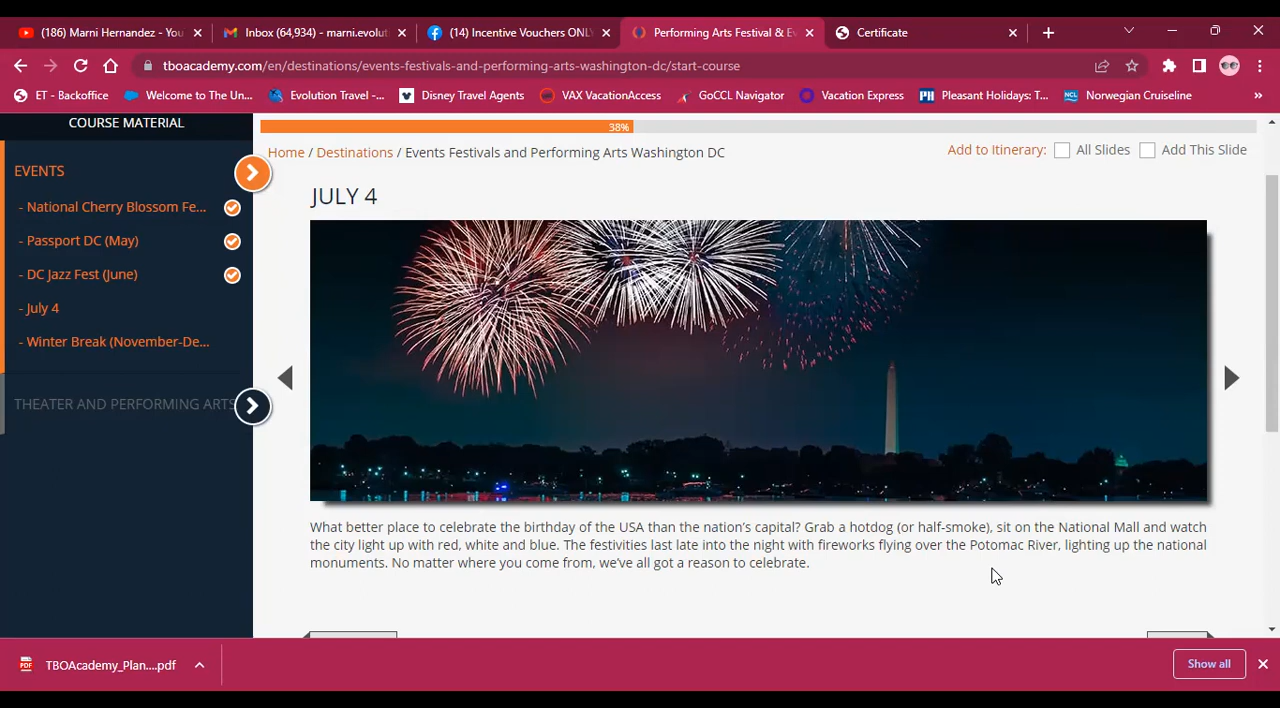 (186) Marni Hernandez - You
Inbox (64,934) - marni.evoluti
(14) Incentive Vouchers ONLY
Performing Arts Festival & Ev
Certificate
tboacademy.com/en/destinations/events-festivals-and-performing-arts-washington-dc/start-course
ET - Backoffice
Welcome to The Un...
Evolution Travel -...
Disney Travel Agents
VAX VacationAccess
GoCCL Navigator
Vacation Express
Pleasant Holidays: T...
NCL
Norwegian Cruiseline
»
COURSE MATERIAL
38%
Home / Destinations / Events Festivals and Performing Arts Washington DC
Add to Itinerary: All Slides Add This Slide
EVENTS
- National Cherry Blossom Fe...
- Passport DC (May)
- DC Jazz Fest (June)
- July 4
- Winter Break (November-De...
THEATER AND PERFORMING ARTS
JULY 4
What better place to celebrate the birthday of the USA than the nation's capital? Grab a hotdog (or half-smoke), sit on the National Mall and watch
the city light up with red, white and blue. The festivities last late into the night with fireworks flying over the Potomac River, lighting up the national
monuments. No matter where you come from, we've all got a reason to celebrate.
PDF
TBOAcademy_Plan....pdf
Show all